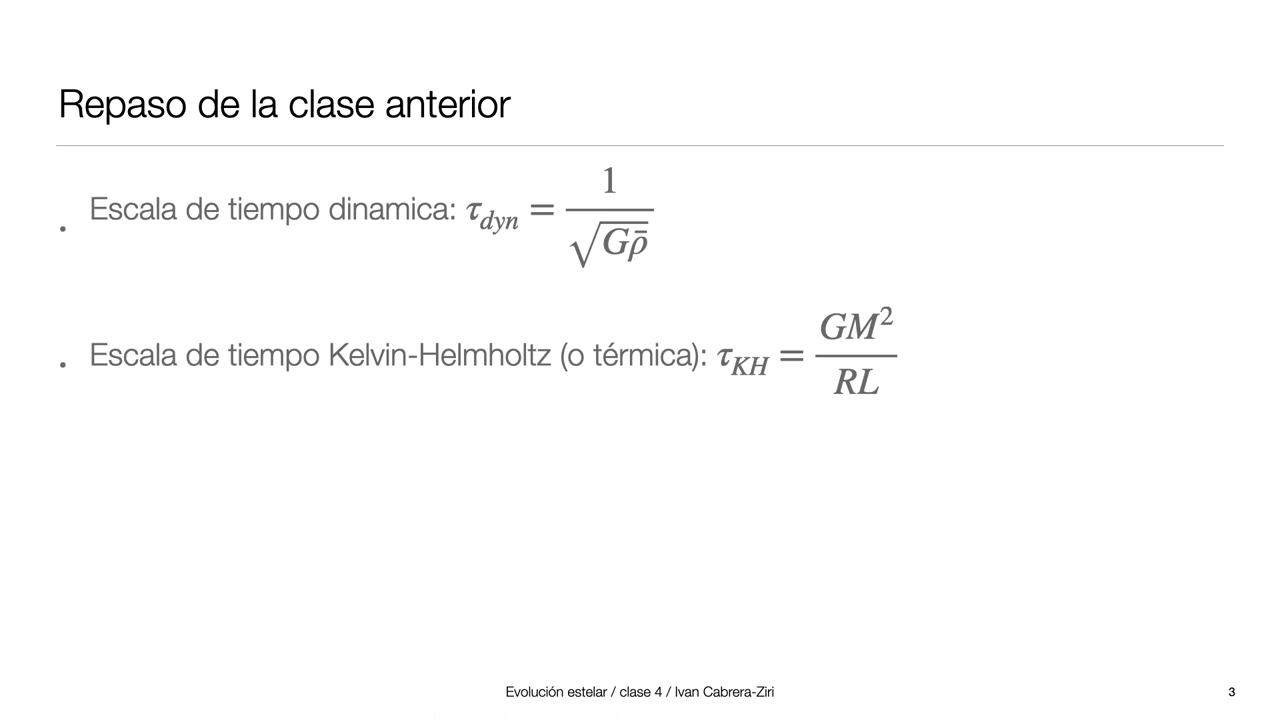 Repaso de la clase anterior
• Escala de tiempo dinamica: τ_dyn = 1 / √(Gρ̄)
• Escala de tiempo Kelvin-Helmholtz (o térmica): τ_KH = GM² / RL
Evolución estelar / clase 4 / Ivan Cabrera-Ziri
3